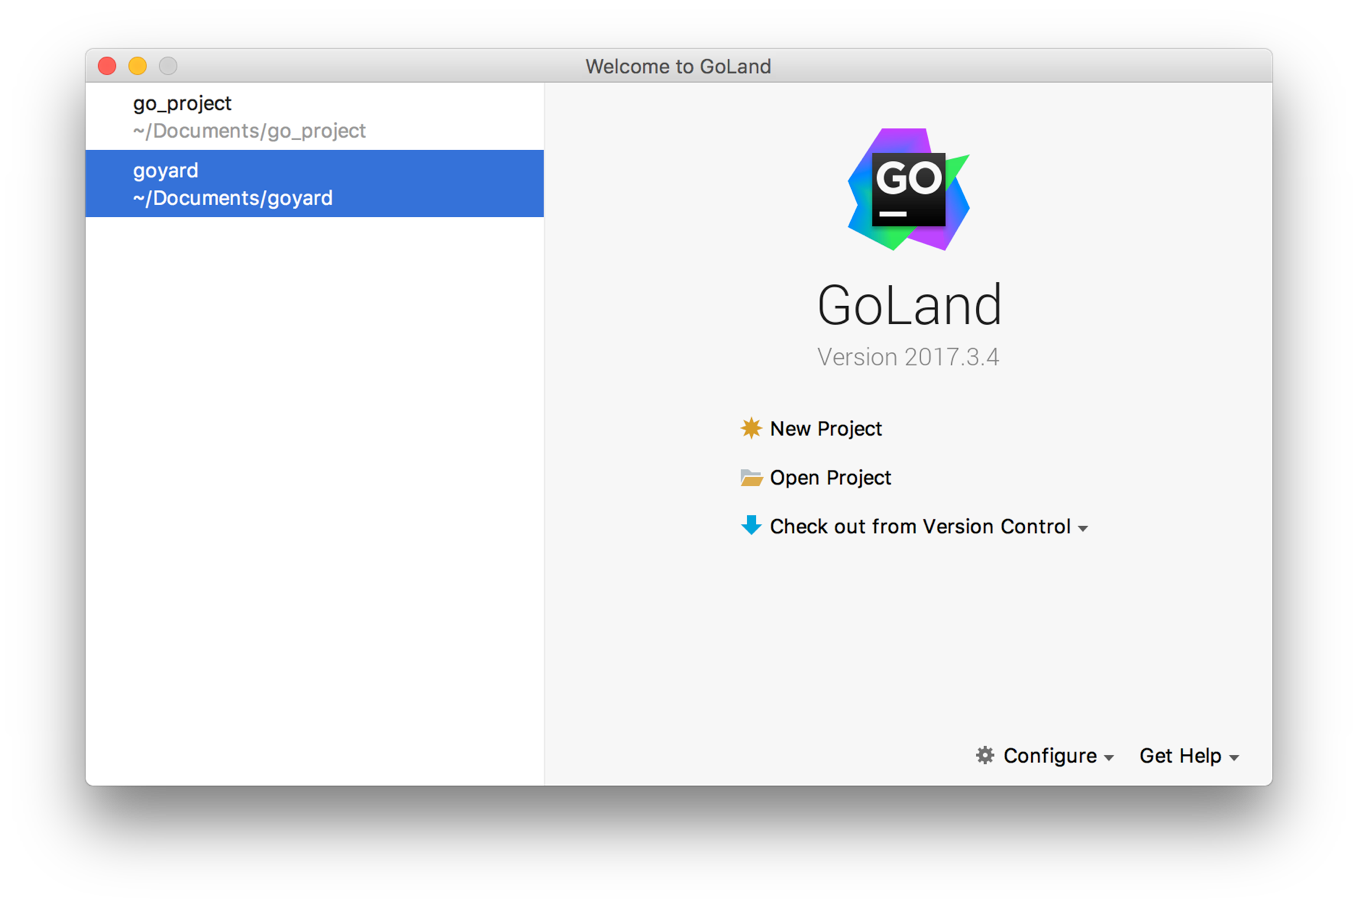 Welcome to GoLand
go_project
~/Documents/go_project
goyard
~/Documents/goyard
GO
GoLand
Version 2017.3.4
New Project
Open Project
Check out from Version Control
Configure
Get Help